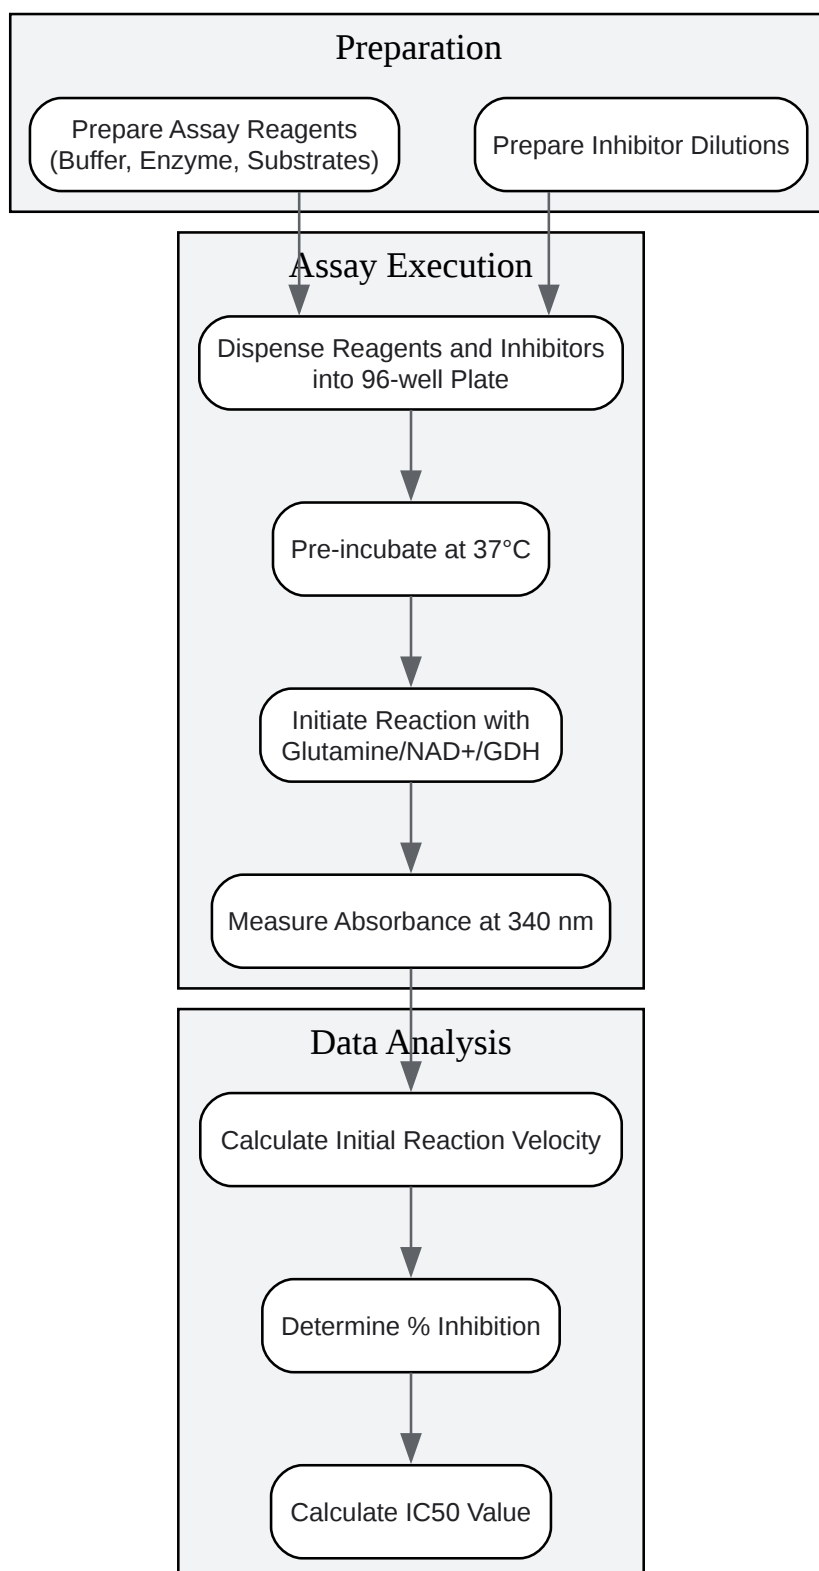 Preparation
Prepare Assay Reagents
(Buffer, Enzyme, Substrates)
Prepare Inhibitor Dilutions
Assay Execution
Dispense Reagents and Inhibitors
into 96-well Plate
Pre-incubate at 37°C
Initiate Reaction with
Glutamine/NAD+/GDH
Measure Absorbance at 340 nm
Data Analysis
Calculate Initial Reaction Velocity
Determine % Inhibition
Calculate IC50 Value